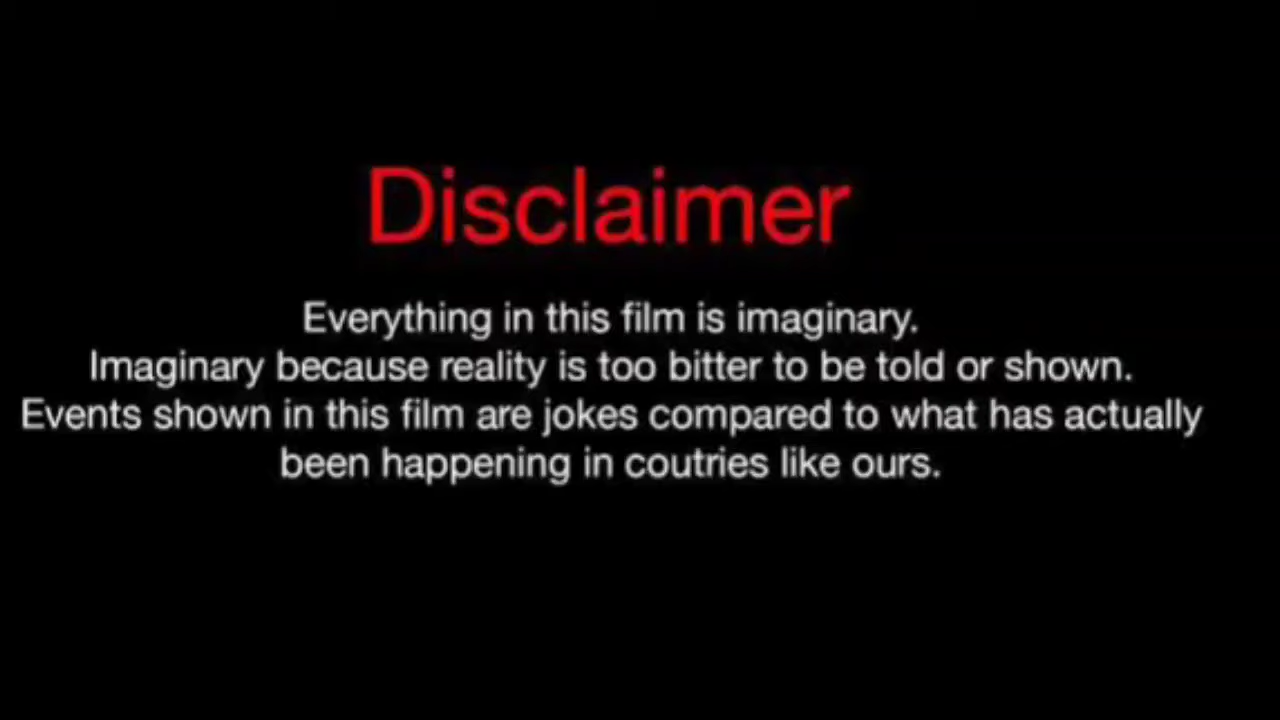 Disclaimer
Everything in this film is imaginary.
Imaginary because reality is too bitter to be told or shown.
Events shown in this film are jokes compared to what has actually
been happening in coutries like ours.